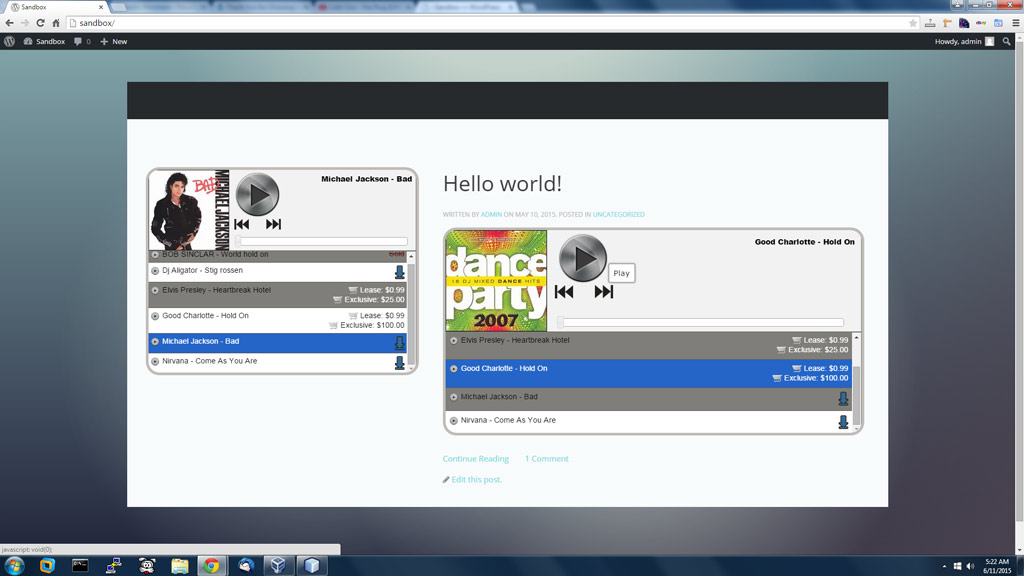 Sandbox
sandbox/
Sandbox
0
New
Howdy, admin
BAD
MICHAEL JACKSON
Michael Jackson - Bad
BOB SINCLAR - World hold on
Sold
Dj Aligator - Stig rossen
Elvis Presley - Heartbreak Hotel
Lease: $0.99
Exclusive: $25.00
Good Charlotte - Hold On
Lease: $0.99
Exclusive: $100.00
Michael Jackson - Bad
Nirvana - Come As You Are
Hello world!
WRITTEN BY ADMIN ON MAY 10, 2015. POSTED IN UNCATEGORIZED
dance
18 DJ MIXED DANCE HITS
party
2007
Good Charlotte - Hold On
Play
Elvis Presley - Heartbreak Hotel
Lease: $0.99
Exclusive: $25.00
Good Charlotte - Hold On
Lease: $0.99
Exclusive: $100.00
Michael Jackson - Bad
Nirvana - Come As You Are
Continue Reading
1 Comment
Edit this post.
javascript: void(0);
5:22 AM
6/11/2015